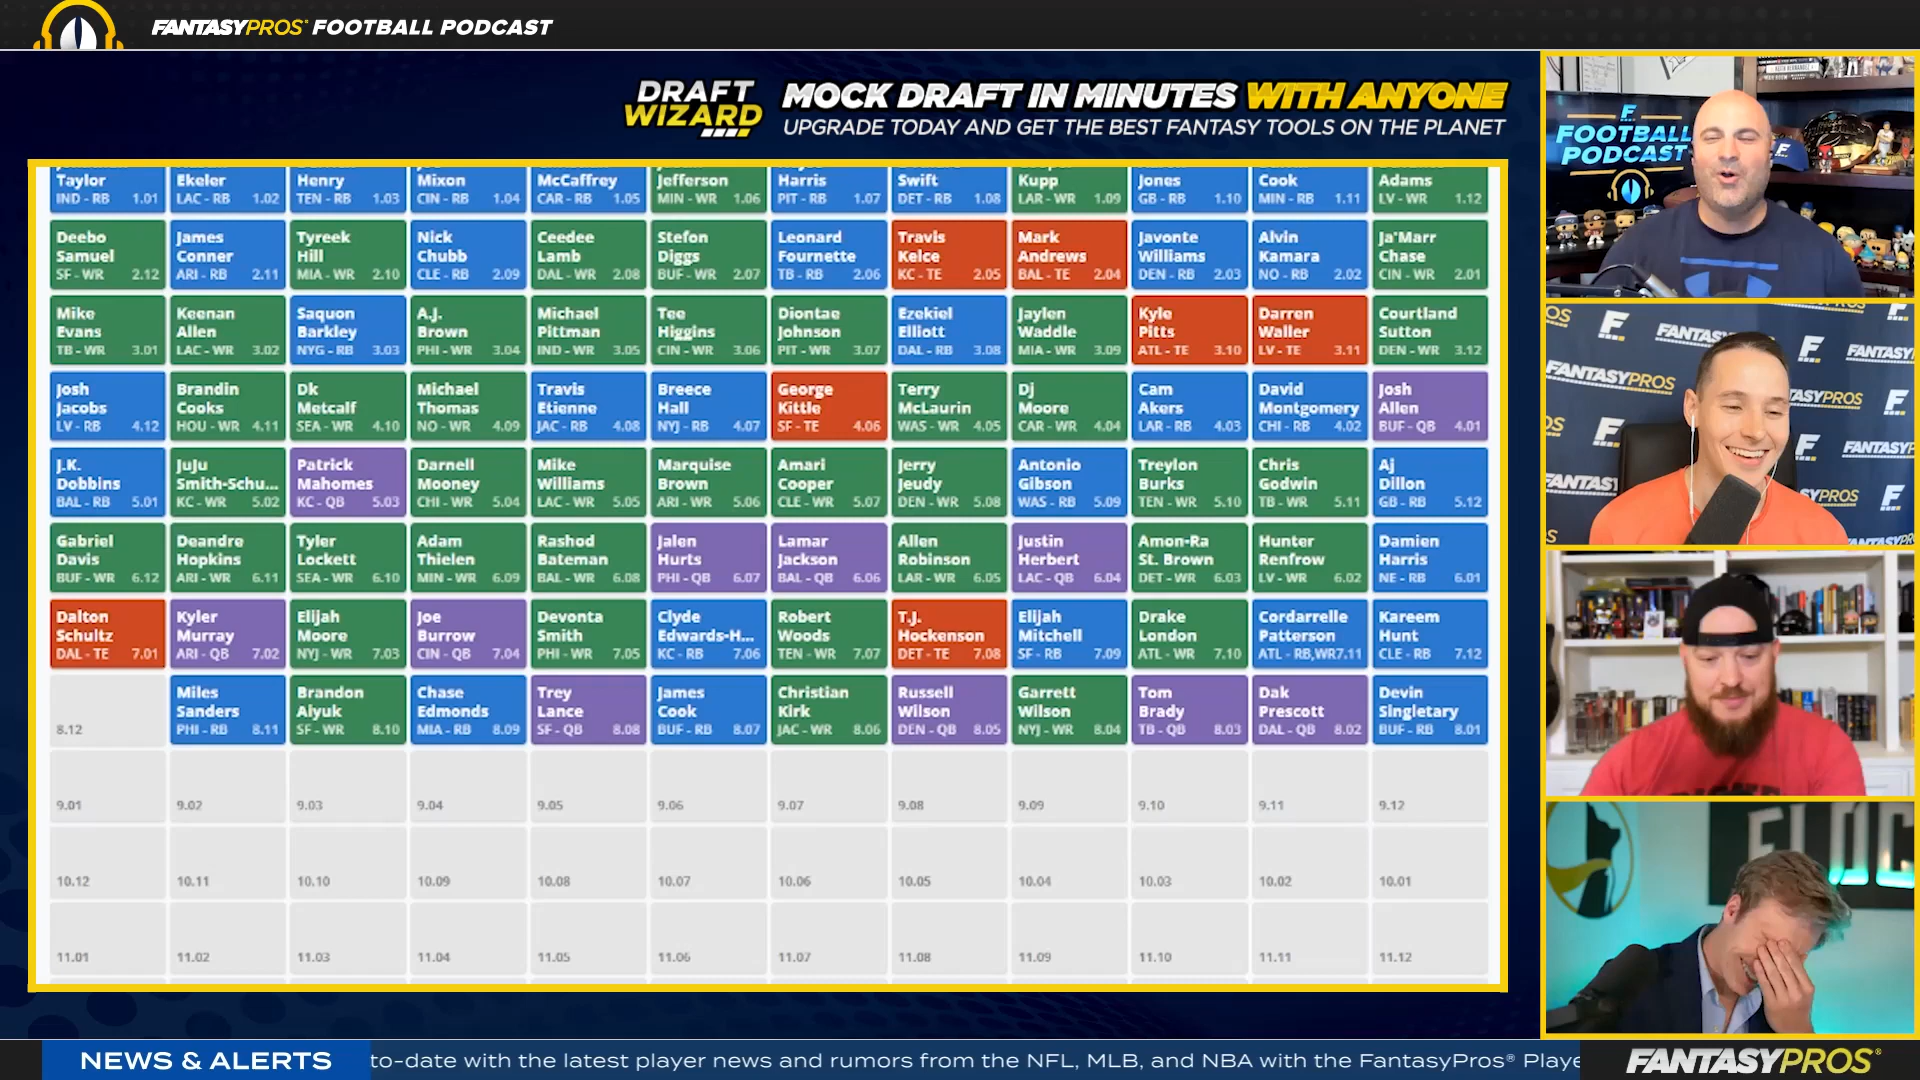 FANTASYPROS® FOOTBALL PODCAST
DRAFT WIZARD
MOCK DRAFT IN MINUTES WITH ANYONE
UPGRADE TODAY AND GET THE BEST FANTASY TOOLS ON THE PLANET
Taylor IND - RB 1.01
Ekeler LAC - RB 1.02
Henry TEN - RB 1.03
Mixon CIN - RB 1.04
McCaffrey CAR - RB 1.05
Jefferson MIN - WR 1.06
Harris PIT - RB 1.07
Swift DET - RB 1.08
Kupp LAR - WR 1.09
Jones GB - RB 1.10
Cook MIN - RB 1.11
Adams LV - WR 1.12
Deebo Samuel SF - WR 2.12
James Conner ARI - RB 2.11
Tyreek Hill MIA - WR 2.10
Nick Chubb CLE - RB 2.09
Ceedee Lamb DAL - WR 2.08
Stefon Diggs BUF - WR 2.07
Leonard Fournette TB - RB 2.06
Travis Kelce KC - TE 2.05
Mark Andrews BAL - TE 2.04
Javonte Williams DEN - RB 2.03
Alvin Kamara NO - RB 2.02
Ja'Marr Chase CIN - WR 2.01
Mike Evans TB - WR 3.01
Keenan Allen LAC - WR 3.02
Saquon Barkley NYG - RB 3.03
A.J. Brown PHI - WR 3.04
Michael Pittman IND - WR 3.05
Tee Higgins CIN - WR 3.06
Diontae Johnson PIT - WR 3.07
Ezekiel Elliott DAL - RB 3.08
Jaylen Waddle MIA - WR 3.09
Kyle Pitts ATL - TE 3.10
Darren Waller LV - TE 3.11
Courtland Sutton DEN - WR 3.12
Josh Jacobs LV - RB 4.12
Brandin Cooks HOU - WR 4.11
Dk Metcalf SEA - WR 4.10
Michael Thomas NO - WR 4.09
Travis Etienne JAC - RB 4.08
Breece Hall NYJ - RB 4.07
George Kittle SF - TE 4.06
Terry McLaurin WAS - WR 4.05
Dj Moore CAR - WR 4.04
Cam Akers LAR - RB 4.03
David Montgomery CHI - RB 4.02
Josh Allen BUF - QB 4.01
J.K. Dobbins BAL - RB 5.01
JuJu Smith-Schu... KC - WR 5.02
Patrick Mahomes KC - QB 5.03
Darnell Mooney CHI - WR 5.04
Mike Williams LAC - WR 5.05
Marquise Brown ARI - WR 5.06
Amari Cooper CLE - WR 5.07
Jerry Jeudy DEN - WR 5.08
Antonio Gibson WAS - RB 5.09
Treylon Burks TEN - WR 5.10
Chris Godwin TB - WR 5.11
Aj Dillon GB - RB 5.12
Gabriel Davis BUF - WR 6.12
Deandre Hopkins ARI - WR 6.11
Tyler Lockett SEA - WR 6.10
Adam Thielen MIN - WR 6.09
Rashod Bateman BAL - WR 6.08
Jalen Hurts PHI - QB 6.07
Lamar Jackson BAL - QB 6.06
Allen Robinson LAR - WR 6.05
Justin Herbert LAC - QB 6.04
Amon-Ra St. Brown DET - WR 6.03
Hunter Renfrow LV - WR 6.02
Damien Harris NE - RB 6.01
Dalton Schultz DAL - TE 7.01
Kyler Murray ARI - QB 7.02
Elijah Moore NYJ - WR 7.03
Joe Burrow CIN - QB 7.04
Devonta Smith PHI - WR 7.05
Clyde Edwards-H... KC - RB 7.06
Robert Woods TEN - WR 7.07
T.J. Hockenson DET - TE 7.08
Elijah Mitchell SF - RB 7.09
Drake London ATL - WR 7.10
Cordarrelle Patterson ATL - RB,WR7.11
Kareem Hunt CLE - RB 7.12
8.12
Miles Sanders PHI - RB 8.11
Brandon Aiyuk SF - WR 8.10
Chase Edmonds MIA - RB 8.09
Trey Lance SF - QB 8.08
James Cook BUF - RB 8.07
Christian Kirk JAC - WR 8.06
Russell Wilson DEN - QB 8.05
Garrett Wilson NYJ - WR 8.04
Tom Brady TB - QB 8.03
Dak Prescott DAL - QB 8.02
Devin Singletary BUF - RB 8.01
9.01 9.02 9.03 9.04 9.05 9.06 9.07 9.08 9.09 9.10 9.11 9.12
10.12 10.11 10.10 10.09 10.08 10.07 10.06 10.05 10.04 10.03 10.02 10.01
11.01 11.02 11.03 11.04 11.05 11.06 11.07 11.08 11.09 11.10 11.11 11.12
FOOTBALL
PODCAST
FANTASYPROS
NEWS & ALERTS
to-date with the latest player news and rumors from the NFL, MLB, and NBA with the FantasyPros® Playe
FANTASYPROS®